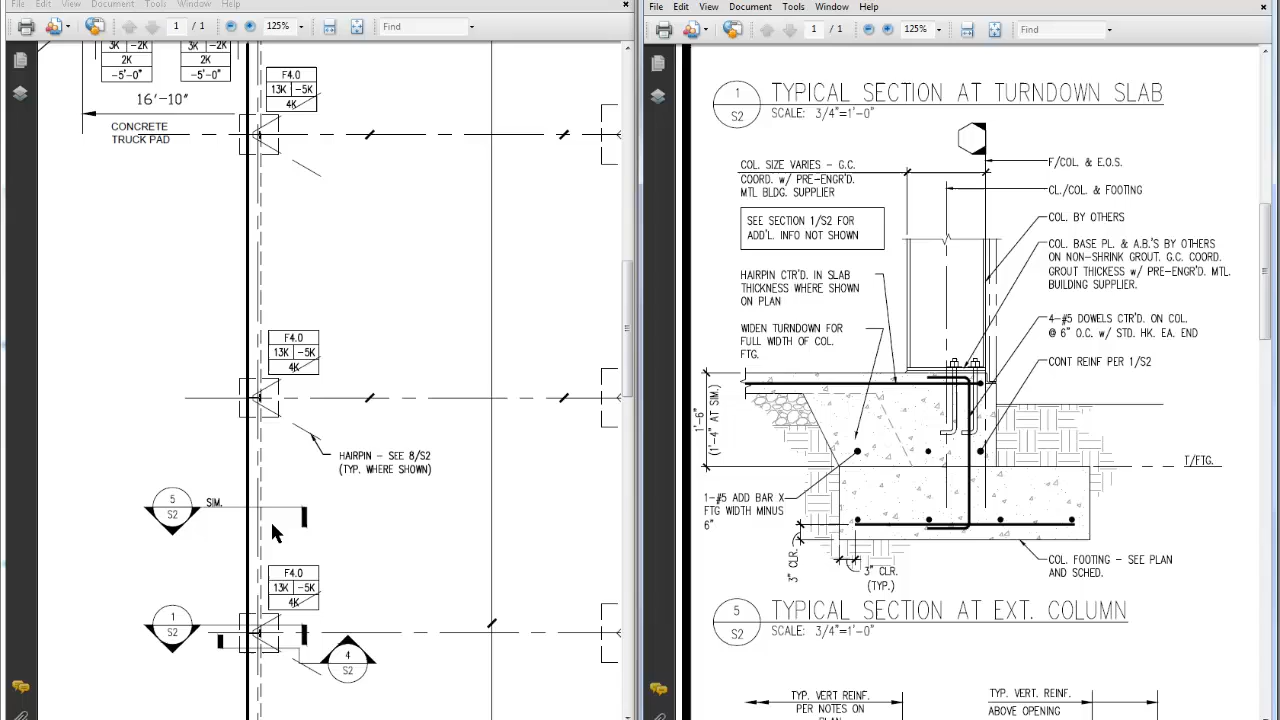 File Edit View Document Tools Window Help
1 / 1 125% Find
3K -2K
2K
-5'-0"
3K -2K
2K
-5'-0"
16'-10"
CONCRETE
TRUCK PAD
F4.0
13K -5K
4K
F4.0
13K -5K
4K
HAIRPIN - SEE 8/S2
(TYP. WHERE SHOWN)
5
S2
SIM.
F4.0
13K -5K
4K
1
S2
4
S2
File Edit View Document Tools Window Help
1 / 1 125% Find
1
S2
TYPICAL SECTION AT TURNDOWN SLAB
SCALE: 3/4"=1'-0"
COL. SIZE VARIES - G.C.
COORD. w/ PRE-ENGR'D.
MTL BLDG. SUPPLIER
SEE SECTION 1/S2 FOR
ADD'L. INFO NOT SHOWN
HAIRPIN CTR'D. IN SLAB
THICKNESS WHERE SHOWN
ON PLAN
WIDEN TURNDOWN FOR
FULL WIDTH OF COL.
FTG.
1'-6"
(1'-4" AT SIM.)
1-#5 ADD BAR X
FTG WIDTH MINUS
6"
3" CLR.
3" CLR.
(TYP.)
F/COL. & E.O.S.
CL./COL. & FOOTING
COL. BY OTHERS
COL. BASE PL. & A.B.'S BY OTHERS
ON NON-SHRINK GROUT. G.C. COORD.
GROUT THICKESS w/ PRE-ENGR'D. MTL.
BUILDING SUPPLIER.
4-#5 DOWELS CTR'D. ON COL.
@ 6" O.C. w/ STD. HK. EA. END
CONT REINF PER 1/S2
T/FTG.
COL. FOOTING - SEE PLAN
AND SCHED.
5
S2
TYPICAL SECTION AT EXT. COLUMN
SCALE: 3/4"=1'-0"
TYP. VERT REINF.
PER NOTES ON
PLAN
TYP. VERT. REINF.
ABOVE OPENING